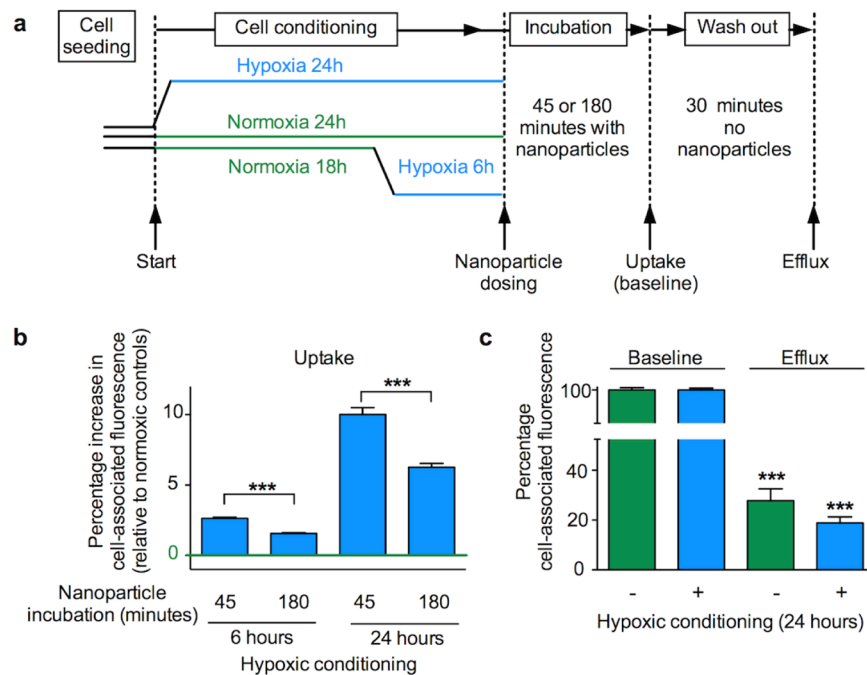 a
Cell
seeding
Cell conditioning
Incubation
Wash out
Hypoxia 24h
Normoxia 24h
Normoxia 18h
Hypoxia 6h
45 or 180
minutes with
nanoparticles
30 minutes
no
nanoparticles
Start
Nanoparticle
dosing
Uptake
(baseline)
Efflux
b
Uptake
Percentage increase in
cell-associated fluorescence
(relative to normoxic controls)
10
5
0
***
***
Nanoparticle
incubation (minutes)
45 180 45 180
6 hours 24 hours
Hypoxic conditioning
c
Baseline Efflux
Percentage
cell-associated fluorescence
100
40
20
0
***
***
- + - +
Hypoxic conditioning (24 hours)